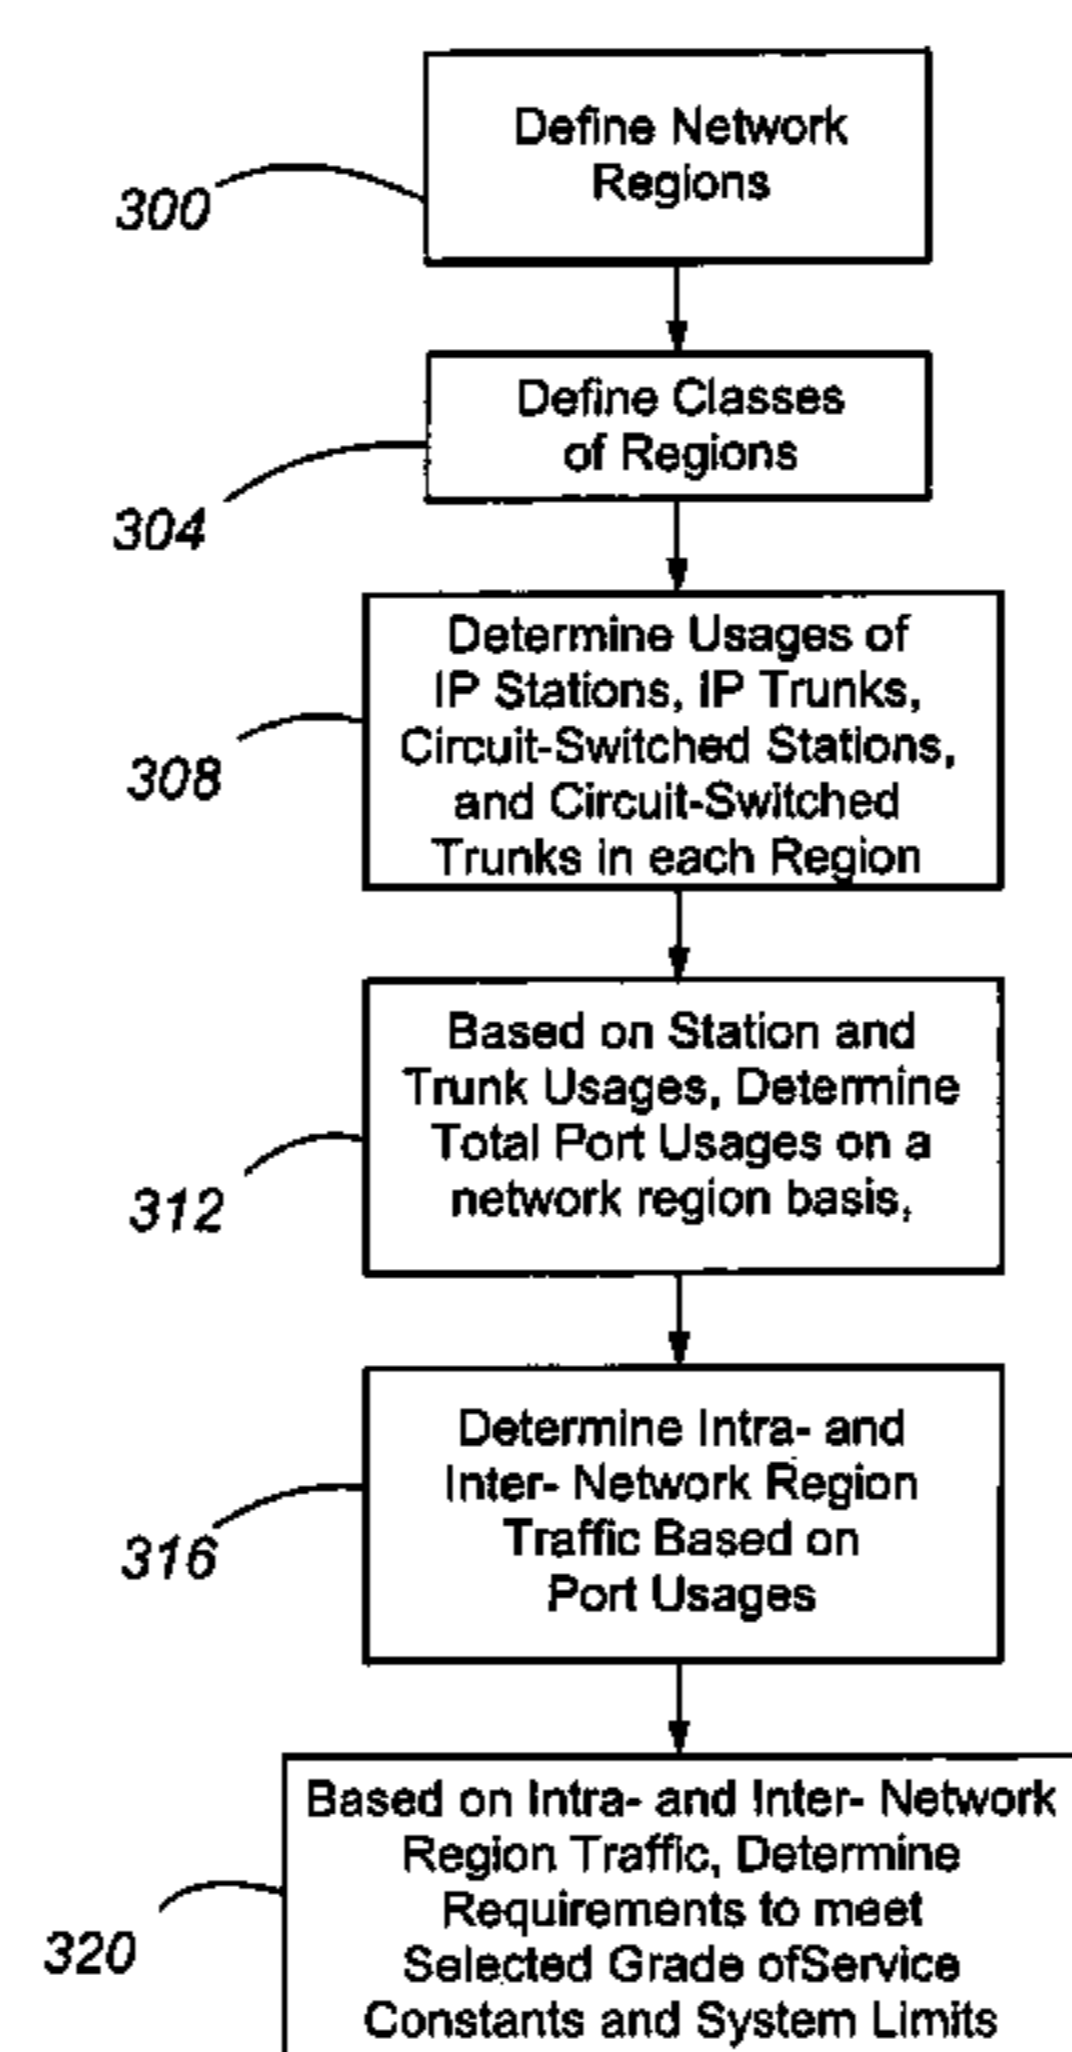 Define Network
Regions
300
Define Classes
of Regions
304
Determine Usages of
IP Stations, IP Trunks,
Circuit-Switched Stations,
and Circuit-Switched
Trunks in each Region
308
Based on Station and
Trunk Usages, Determine
Total Port Usages on a
network region basis,
312
Determine Intra- and
Inter- Network Region
Traffic Based on
Port Usages
316
Based on Intra- and Inter- Network
Region Traffic, Determine
Requirements to meet
Selected Grade ofService
Constants and System Limits
320